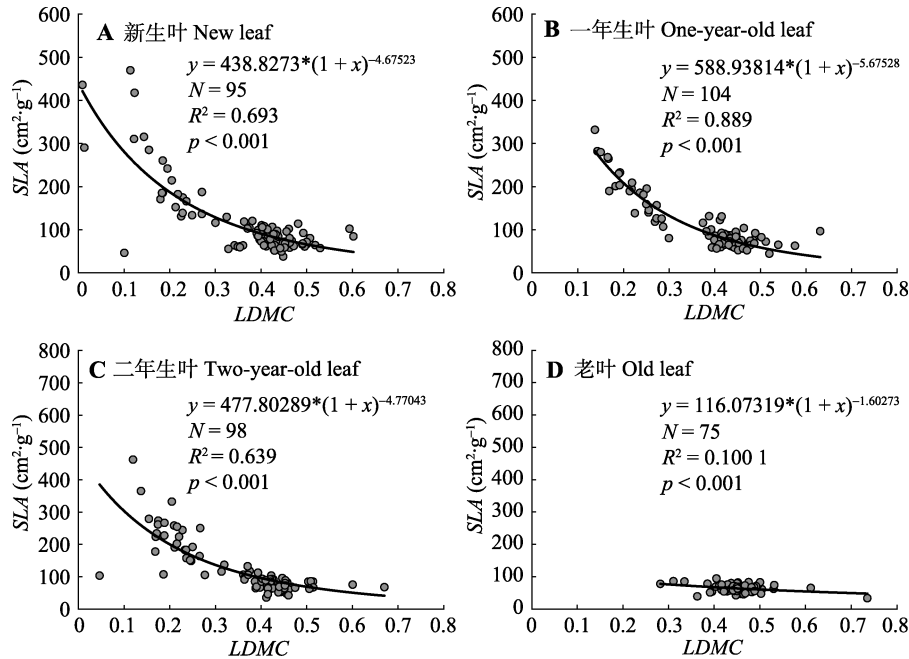 A 新生叶 New leaf
y = 438.8273*(1 + x)^–4.67523
N = 95
R² = 0.693
p < 0.001
SLA (cm²·g⁻¹)
600
500
400
300
200
100
0
0 0.1 0.2 0.3 0.4 0.5 0.6 0.7 0.8
LDMC
B 一年生叶 One-year-old leaf
y = 588.93814*(1 + x)^–5.67528
N = 104
R² = 0.889
p < 0.001
SLA (cm²·g⁻¹)
600
500
400
300
200
100
0
0 0.1 0.2 0.3 0.4 0.5 0.6 0.7 0.8
LDMC
C 二年生叶 Two-year-old leaf
y = 477.80289*(1 + x)^–4.77043
N = 98
R² = 0.639
p < 0.001
SLA (cm²·g⁻¹)
800
700
600
500
400
300
200
100
0
0 0.1 0.2 0.3 0.4 0.5 0.6 0.7 0.8
LDMC
D 老叶 Old leaf
y = 116.07319*(1 + x)^–1.60273
N = 75
R² = 0.100 1
p < 0.001
SLA (cm²·g⁻¹)
800
700
600
500
400
300
200
100
0
0 0.1 0.2 0.3 0.4 0.5 0.6 0.7 0.8
LDMC